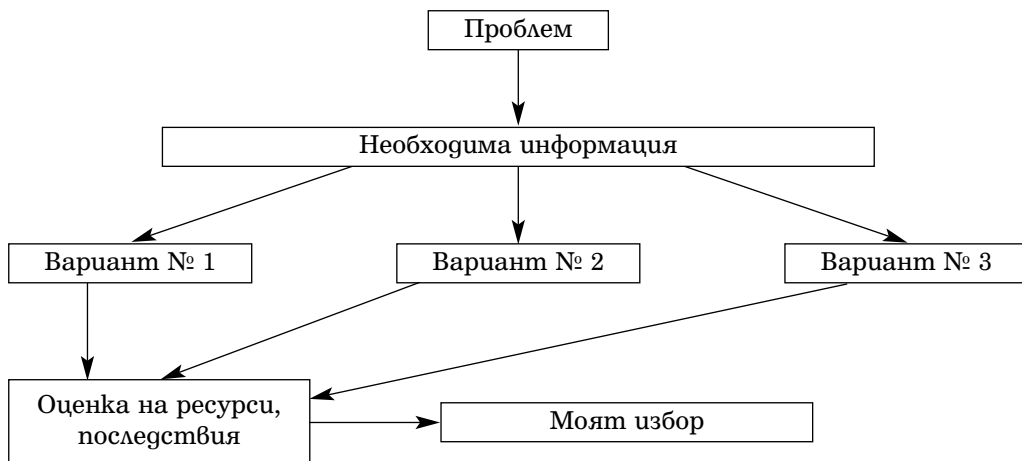 Проблем
Необходима информация
Вариант № 1
Вариант № 2
Вариант № 3
Оценка на ресурси,
последствия
Моят избор